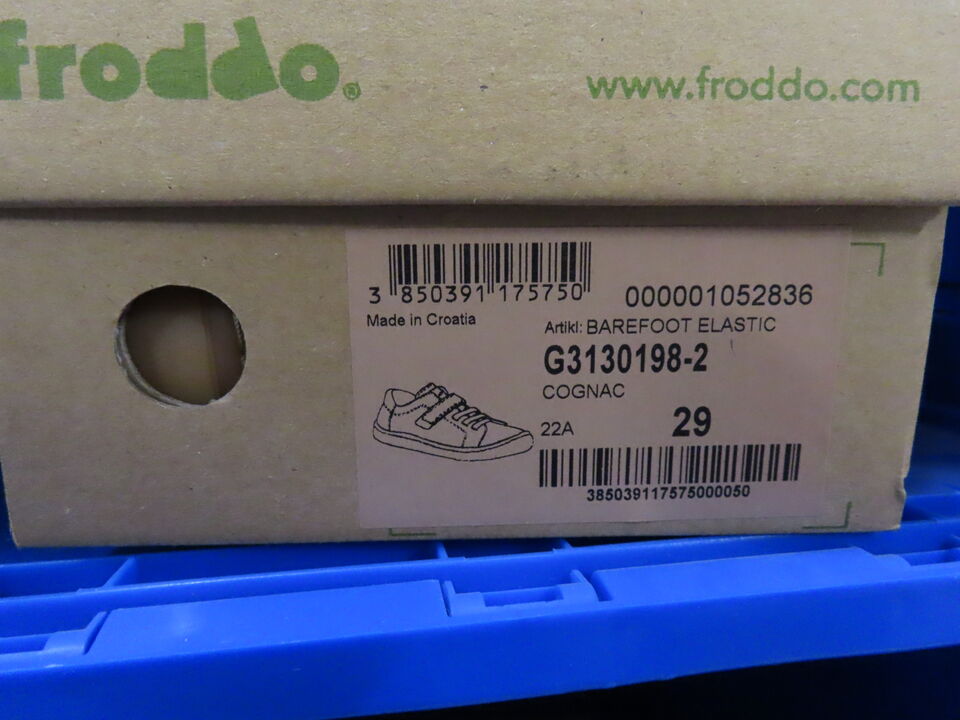 froddo®
www.froddo.com
3 850391 175750
000001052836
Made in Croatia
Artikl: BAREFOOT ELASTIC
G3130198-2
COGNAC
22A
29
385039117575000050